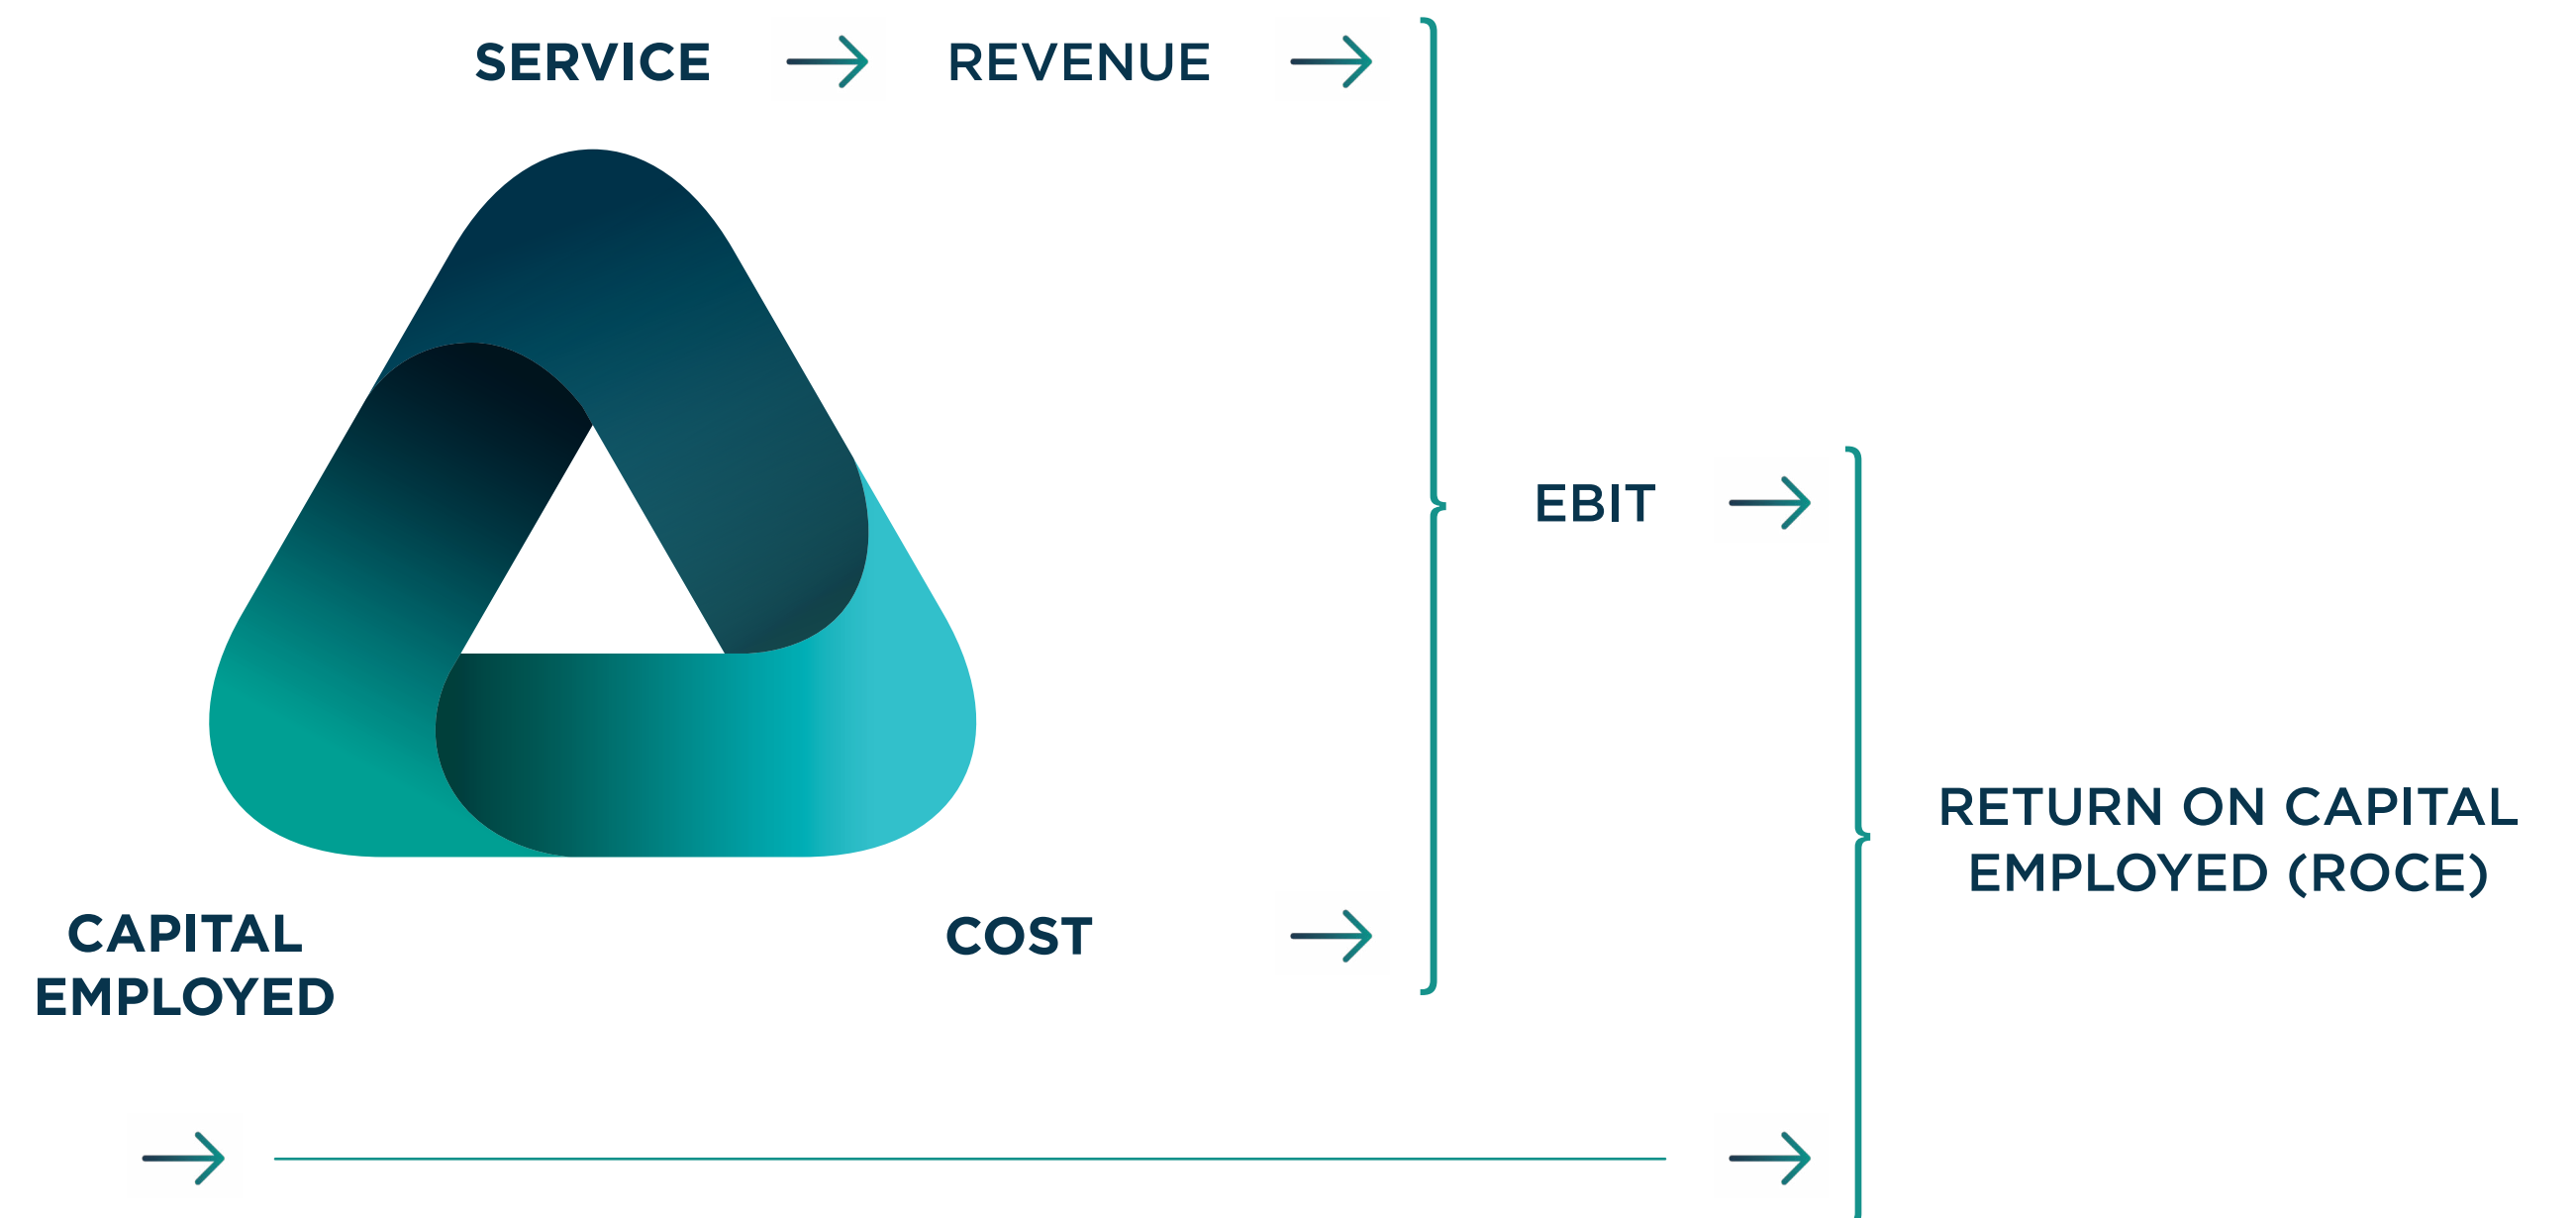 SERVICE
REVENUE
EBIT
RETURN ON CAPITAL
EMPLOYED (ROCE)
CAPITAL
EMPLOYED
COST